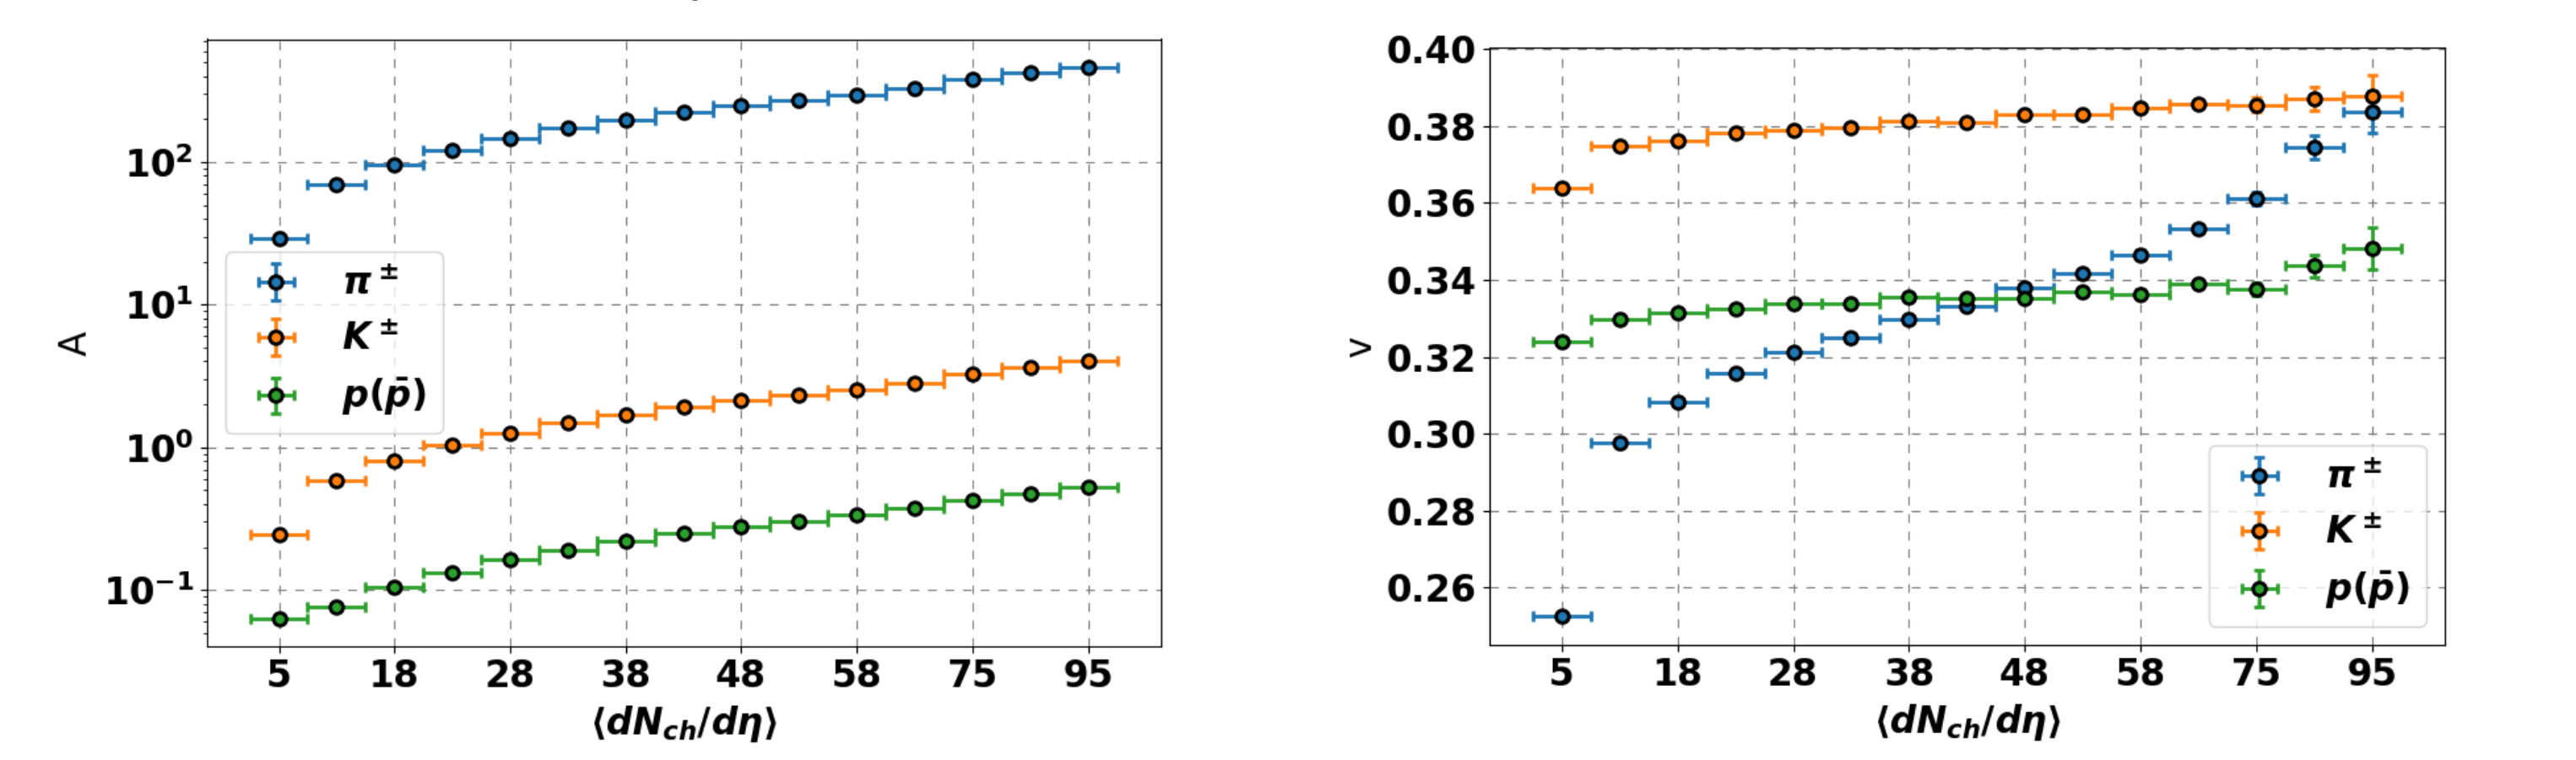 10²
10¹
10⁰
10⁻¹
A
π ±
K ±
p(p̄)
5 18 28 38 48 58 75 95
⟨dN_ch/dη⟩
0.40
0.38
0.36
0.34
0.32
0.30
0.28
0.26
v
π ±
K ±
p(p̄)
5 18 28 38 48 58 75 95
⟨dN_ch/dη⟩